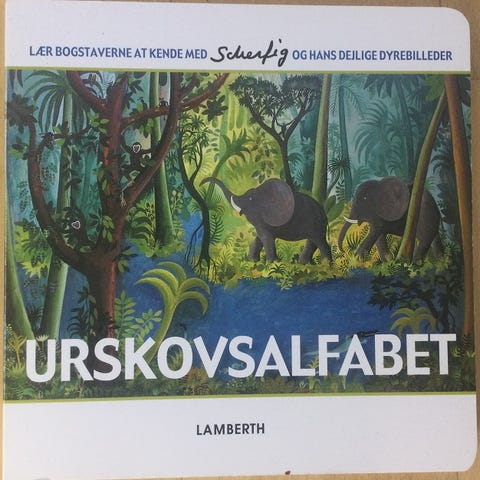 LÆR BOGSTAVERNE AT KENDE MED Scherfig OG HANS DEJLIGE DYREBILLEDER
URSKOVSALFABET
LAMBERTH